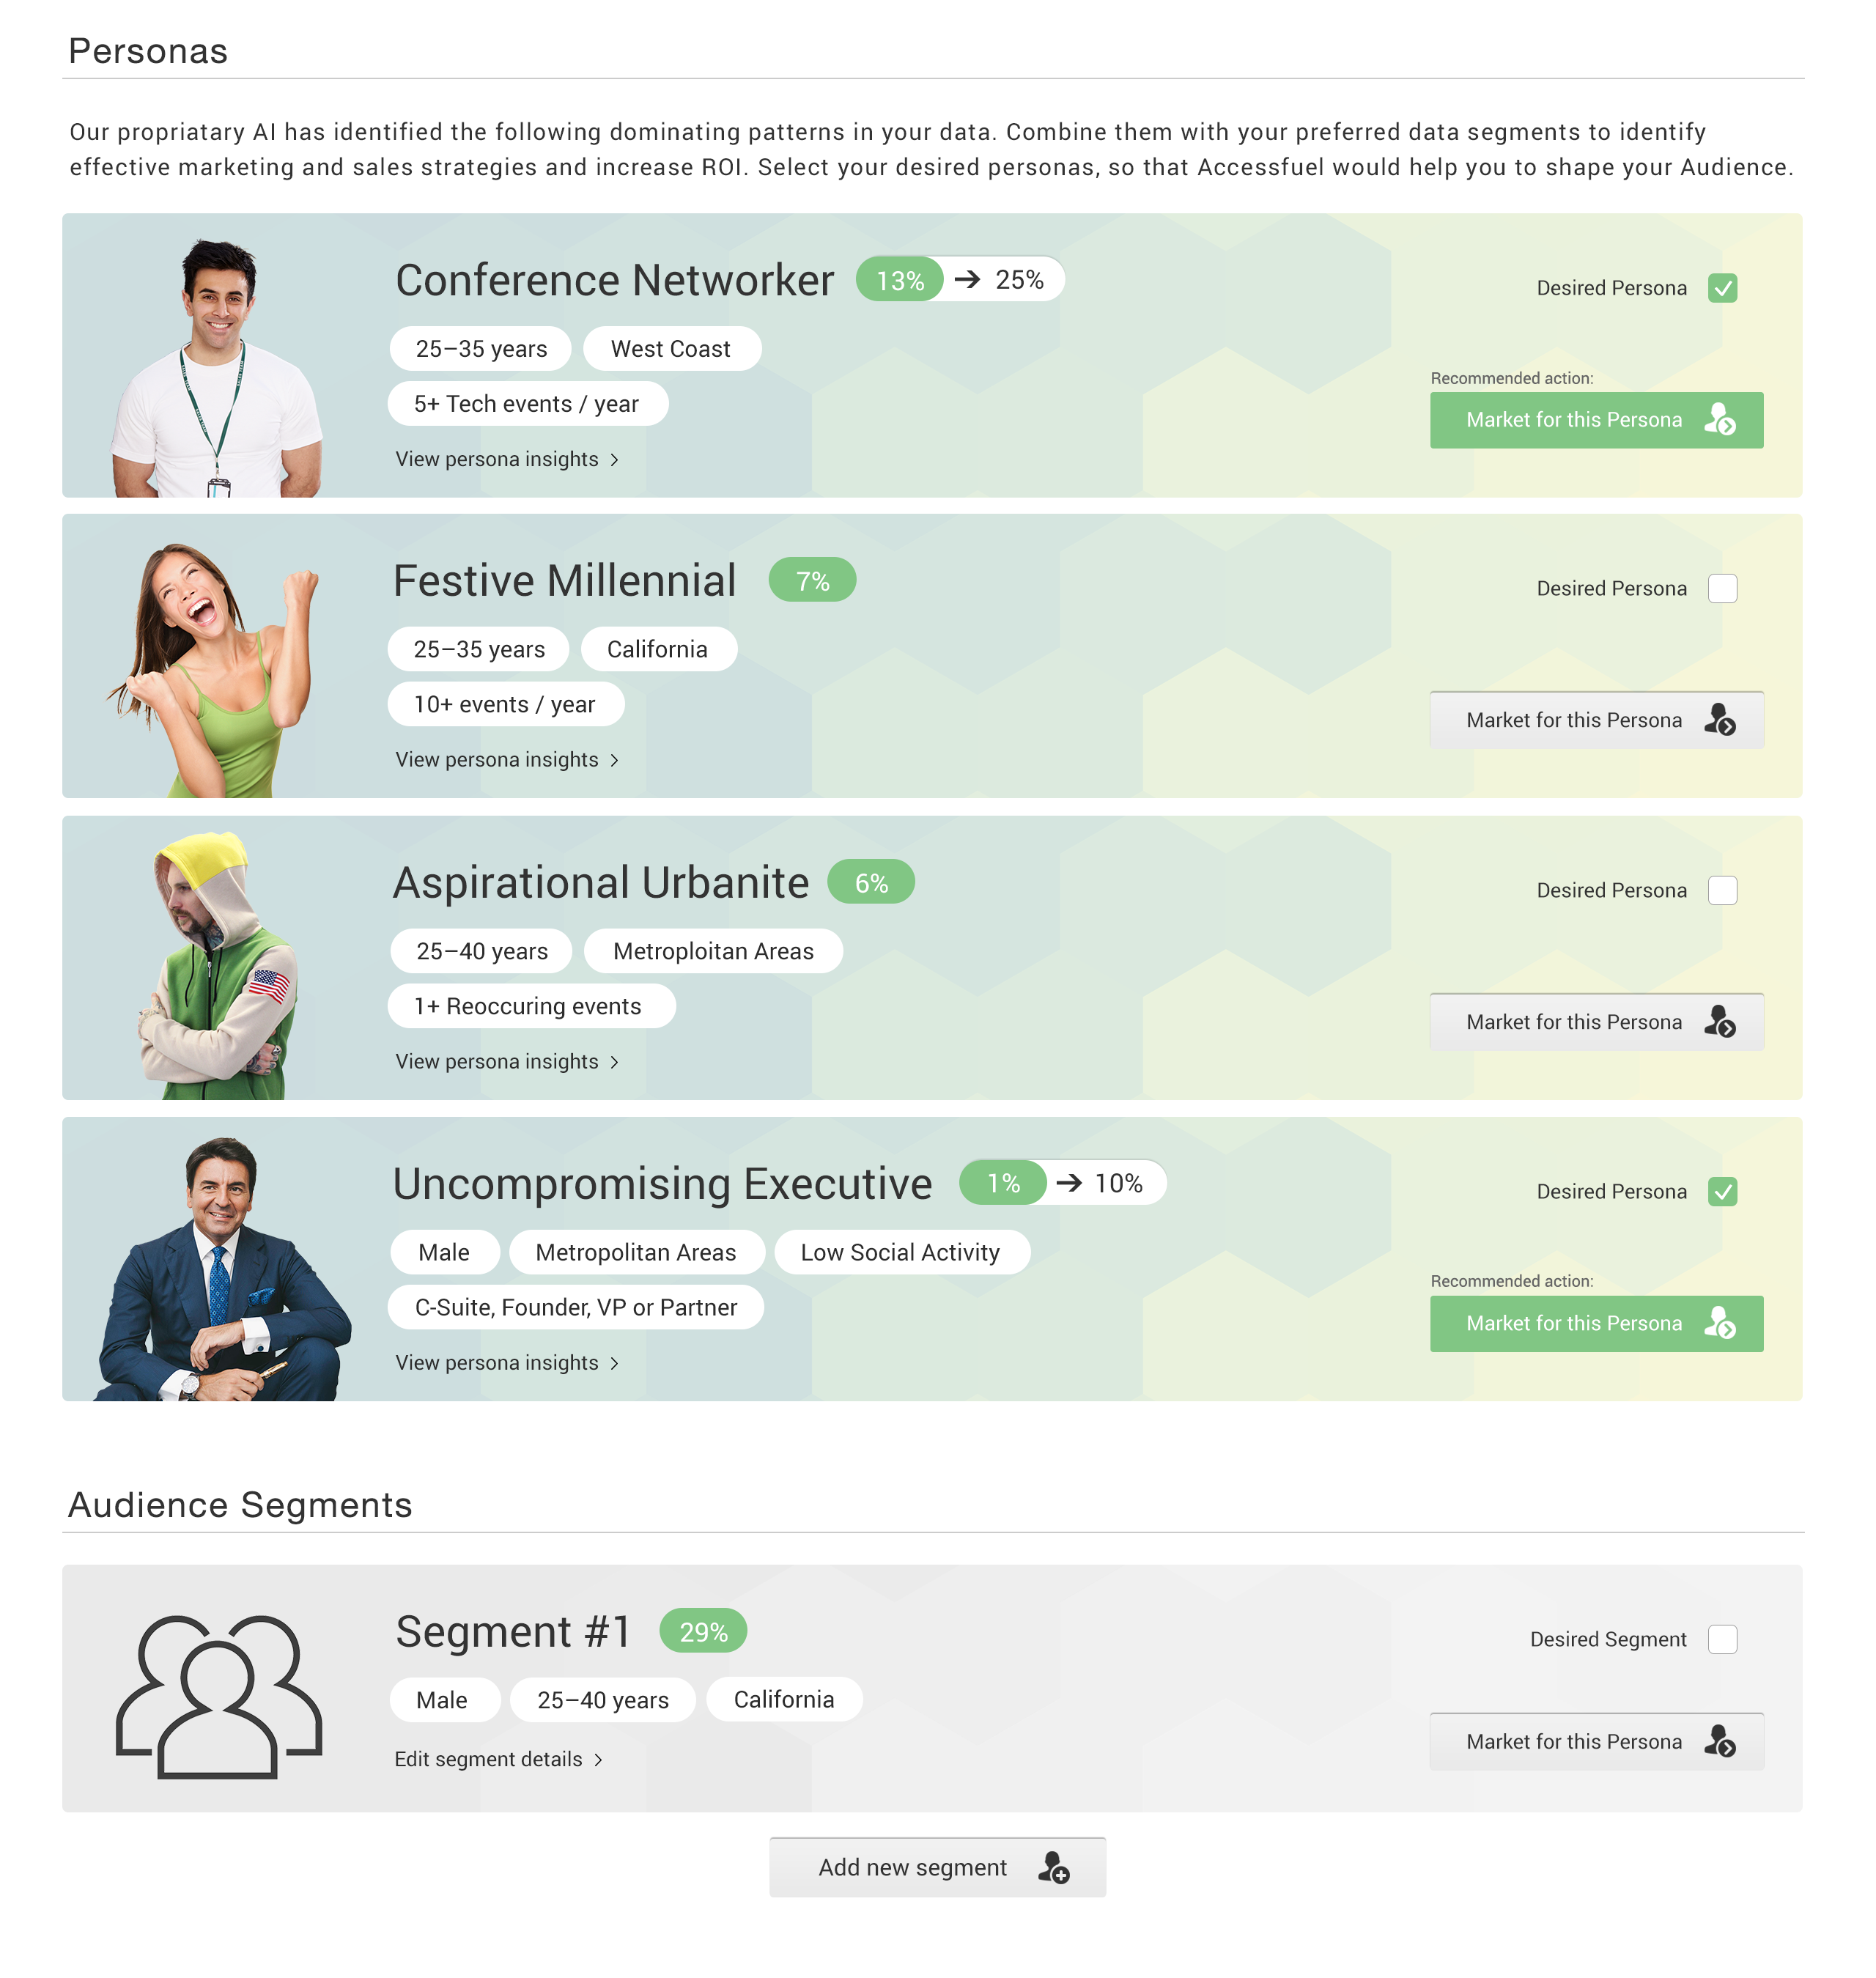 Personas
Our propriatary AI has identified the following dominating patterns in your data. Combine them with your preferred data segments to identify
effective marketing and sales strategies and increase ROI. Select your desired personas, so that Accessfuel would help you to shape your Audience.
Conference Networker 13% → 25%
Desired Persona
25–35 years West Coast
5+ Tech events / year
Recommended action:
Market for this Persona
View persona insights >
Festive Millennial 7%
Desired Persona
25–35 years California
10+ events / year
Market for this Persona
View persona insights >
Aspirational Urbanite 6%
Desired Persona
25–40 years Metroploitan Areas
1+ Reoccuring events
Market for this Persona
View persona insights >
Uncompromising Executive 1% → 10%
Desired Persona
Male Metropolitan Areas Low Social Activity
C-Suite, Founder, VP or Partner
Recommended action:
Market for this Persona
View persona insights >
Audience Segments
Segment #1 29%
Desired Segment
Male 25–40 years California
Market for this Persona
Edit segment details >
Add new segment